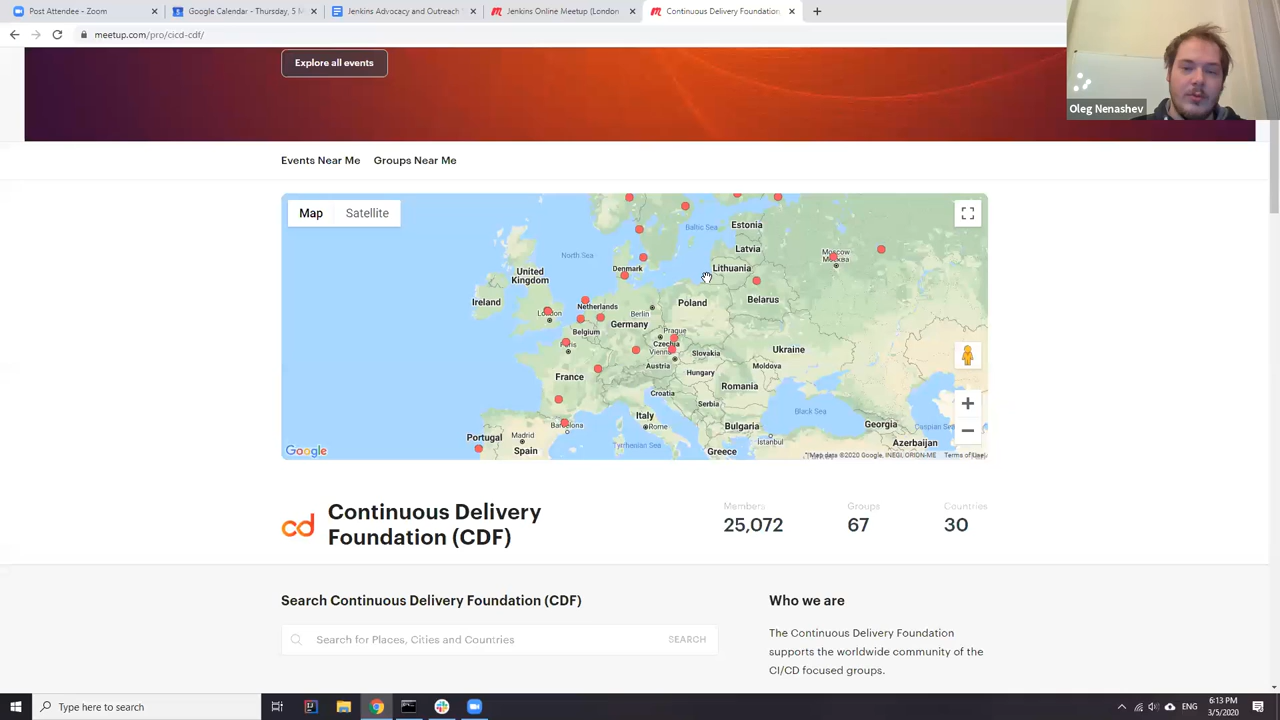 Post Attendee - Zoom
Google Calendar - Thursday, 5 M
Jenkins Advocacy and Outreach
Jenkins Online Meetup (London
Continuous Delivery Foundation
meetup.com/pro/cicd-cdf/
Explore all events
Oleg Nenashev
Events Near Me Groups Near Me
Map Satellite
Estonia
Baltic Sea
Latvia
Moscow
Москва
North Sea
Denmark
Lithuania
United
Kingdom
Ireland
Netherlands
Berlin
Poland
Belarus
London
Belgium
Germany
Prague
Czechia
Paris
Vienna
Slovakia
Ukraine
Austria
Hungary
Moldova
France
Croatia
Romania
Serbia
Black Sea
Italy
Barcelona
Rome
Bulgaria
Georgia
Caspian Sea
Portugal
Madrid
Spain
Tyrrhenian Sea
Istanbul
Azerbaijan
Greece
Google
Map data ©2020 Google, INEGI, ORION-ME Terms of Use
Continuous Delivery
Foundation (CDF)
Members Groups Countries
25,072 67 30
Search Continuous Delivery Foundation (CDF)
Search for Places, Cities and Countries SEARCH
Who we are
The Continuous Delivery Foundation
supports the worldwide community of the
CI/CD focused groups.
Type here to search
ENG
6:13 PM
3/5/2020